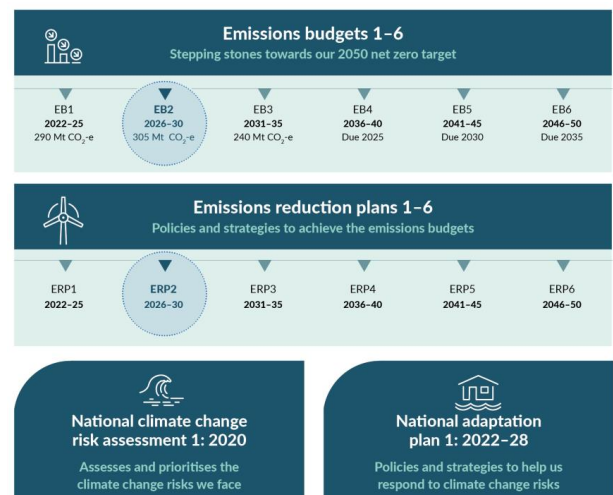 Emissions budgets 1–6
Stepping stones towards our 2050 net zero target
EB1
2022–25
290 Mt CO₂-e
EB2
2026–30
305 Mt CO₂-e
EB3
2031–35
240 Mt CO₂-e
EB4
2036–40
Due 2025
EB5
2041–45
Due 2030
EB6
2046–50
Due 2035
Emissions reduction plans 1–6
Policies and strategies to achieve the emissions budgets
ERP1
2022–25
ERP2
2026–30
ERP3
2031–35
ERP4
2036–40
ERP5
2041–45
ERP6
2046–50
National climate change
risk assessment 1: 2020
Assesses and prioritises the
climate change risks we face
National adaptation
plan 1: 2022–28
Policies and strategies to help us
respond to climate change risks